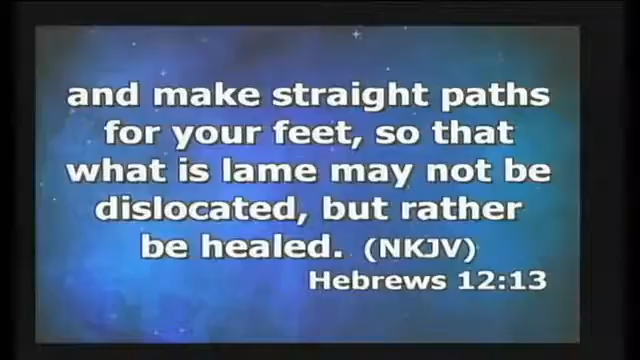 and make straight paths
for your feet, so that
what is lame may not be
dislocated, but rather
be healed. (NKJV)
Hebrews 12:13